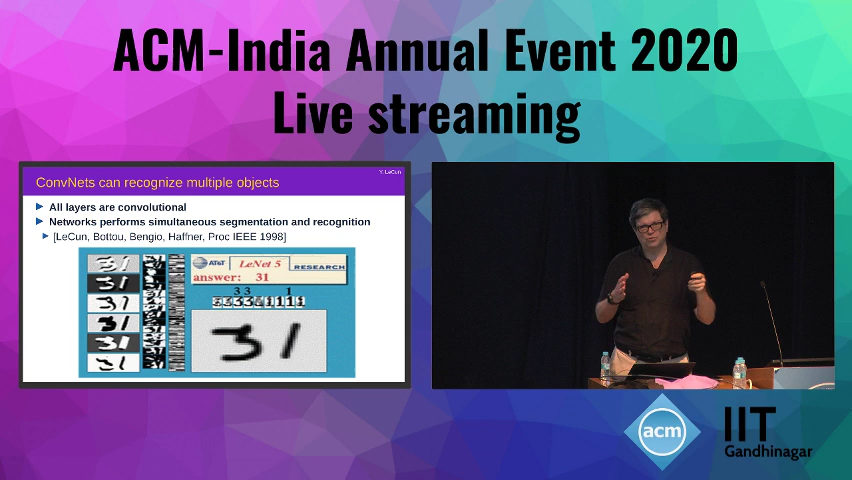 ACM-India Annual Event 2020
Live streaming
Y. LeCun
ConvNets can recognize multiple objects
All layers are convolutional
Networks performs simultaneous segmentation and recognition
[LeCun, Bottou, Bengio, Haffner, Proc IEEE 1998]
AT&T LeNet 5 RESEARCH
answer: 31
33 1
31
acm
IIT
Gandhinagar